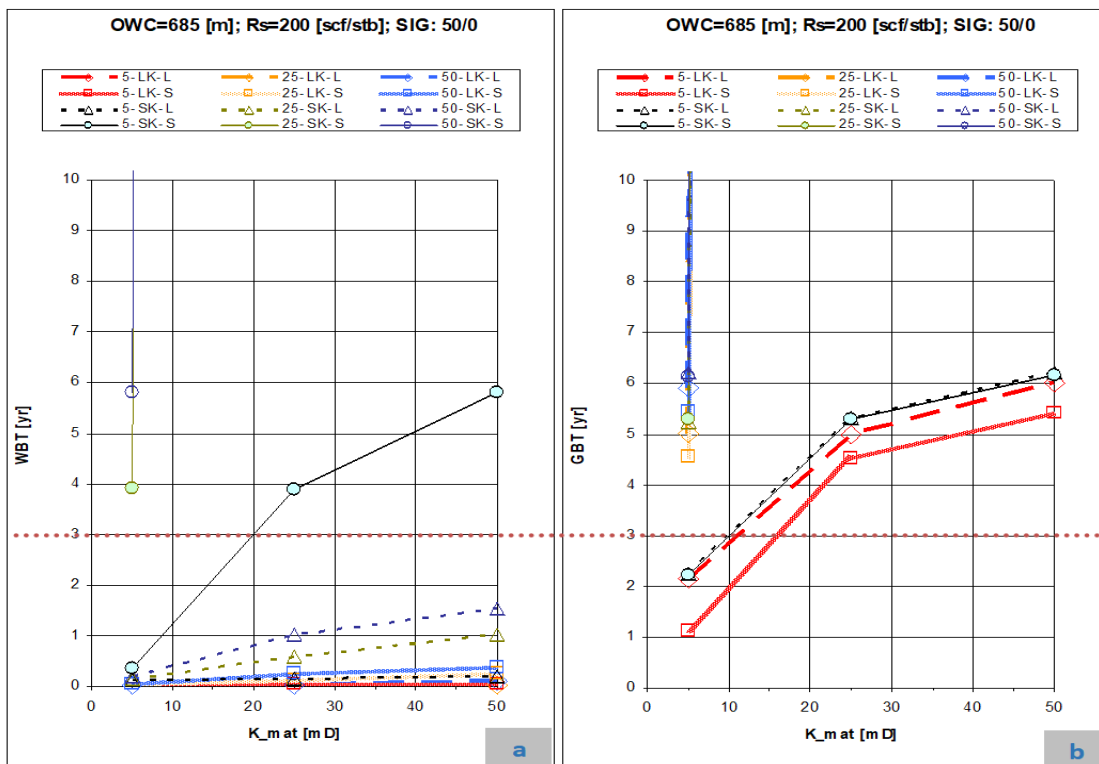 OWC=685 [m]; Rs=200 [scf/stb]; SIG: 50/0
5-LK-L 25-LK-L 50-LK-L
5-LK-S 25-LK-S 50-LK-S
5-SK-L 25-SK-L 50-SK-L
5-SK-S 25-SK-S 50-SK-S
10
9
8
7
6
5
4
3
2
1
0
WBT [yr]
0 10 20 30 40 50
K_mat [mD]
a
OWC=685 [m]; Rs=200 [scf/stb]; SIG: 50/0
5-LK-L 25-LK-L 50-LK-L
5-LK-S 25-LK-S 50-LK-S
5-SK-L 25-SK-L 50-SK-L
5-SK-S 25-SK-S 50-SK-S
10
9
8
7
6
5
4
3
2
1
0
GBT [yr]
0 10 20 30 40 50
K_mat [mD]
b